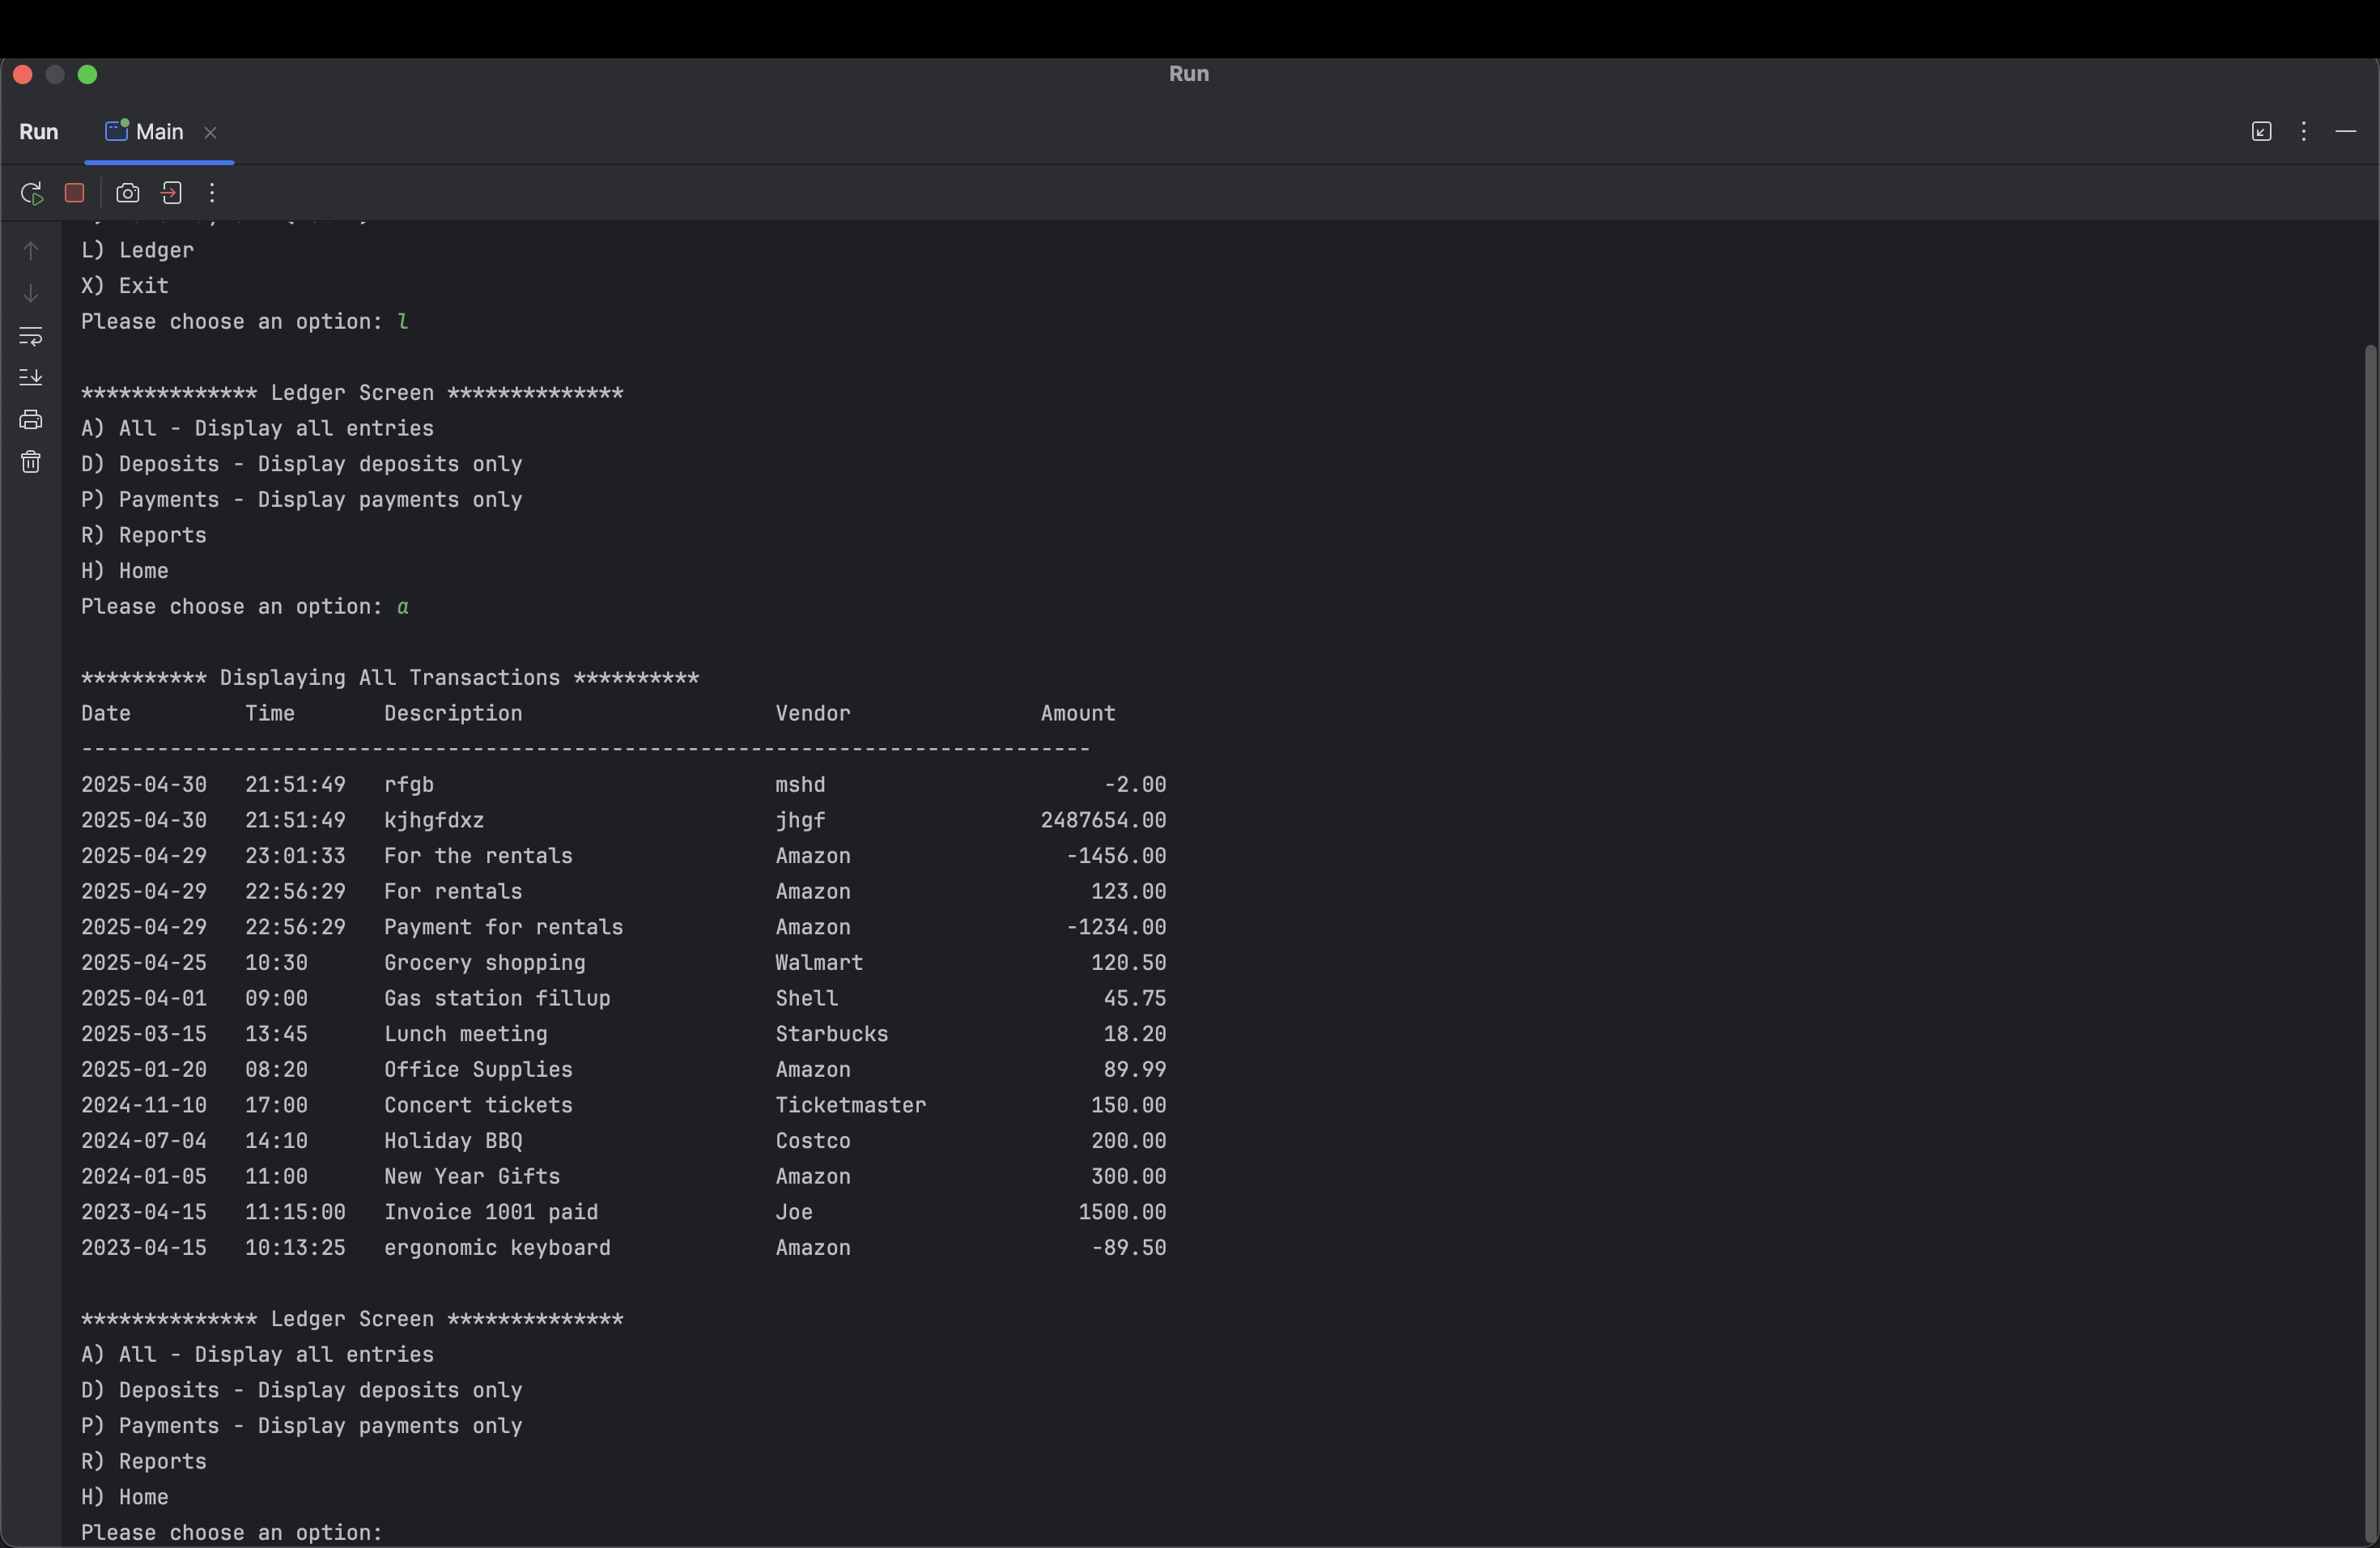 Run
Run Main
L) Ledger
X) Exit
Please choose an option: l
************** Ledger Screen **************
A) All - Display all entries
D) Deposits - Display deposits only
P) Payments - Display payments only
R) Reports
H) Home
Please choose an option: a
********** Displaying All Transactions **********
Date Time Description Vendor Amount
--------------------------------------------------------------------------------
2025-04-30 21:51:49 rfgb mshd -2.00
2025-04-30 21:51:49 kjhgfdxz jhgf 2487654.00
2025-04-29 23:01:33 For the rentals Amazon -1456.00
2025-04-29 22:56:29 For rentals Amazon 123.00
2025-04-29 22:56:29 Payment for rentals Amazon -1234.00
2025-04-25 10:30 Grocery shopping Walmart 120.50
2025-04-01 09:00 Gas station fillup Shell 45.75
2025-03-15 13:45 Lunch meeting Starbucks 18.20
2025-01-20 08:20 Office Supplies Amazon 89.99
2024-11-10 17:00 Concert tickets Ticketmaster 150.00
2024-07-04 14:10 Holiday BBQ Costco 200.00
2024-01-05 11:00 New Year Gifts Amazon 300.00
2023-04-15 11:15:00 Invoice 1001 paid Joe 1500.00
2023-04-15 10:13:25 ergonomic keyboard Amazon -89.50
************** Ledger Screen **************
A) All - Display all entries
D) Deposits - Display deposits only
P) Payments - Display payments only
R) Reports
H) Home
Please choose an option: